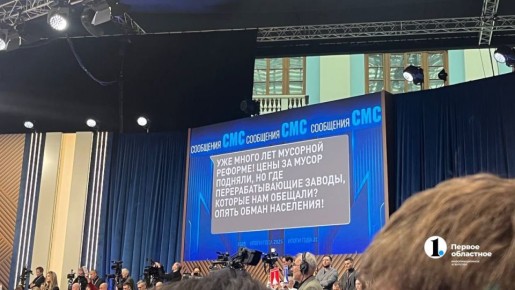 СООБЩЕНИЯ СМС СООБЩЕНИЯ СМС СООБЩЕНИЯ СМС
УЖЕ МНОГО ЛЕТ МУСОРНОЙ
РЕФОРМЕ! ЦЕНЫ ЗА МУСОР
ПОДНЯЛИ, НО ГДЕ
ПЕРЕРАБАТЫВАЮЩИЕ ЗАВОДЫ,
КОТОРЫЕ НАМ ОБЕЩАЛИ?
ОПЯТЬ ОБМАН НАСЕЛЕНИЯ!
1 Первое
областное